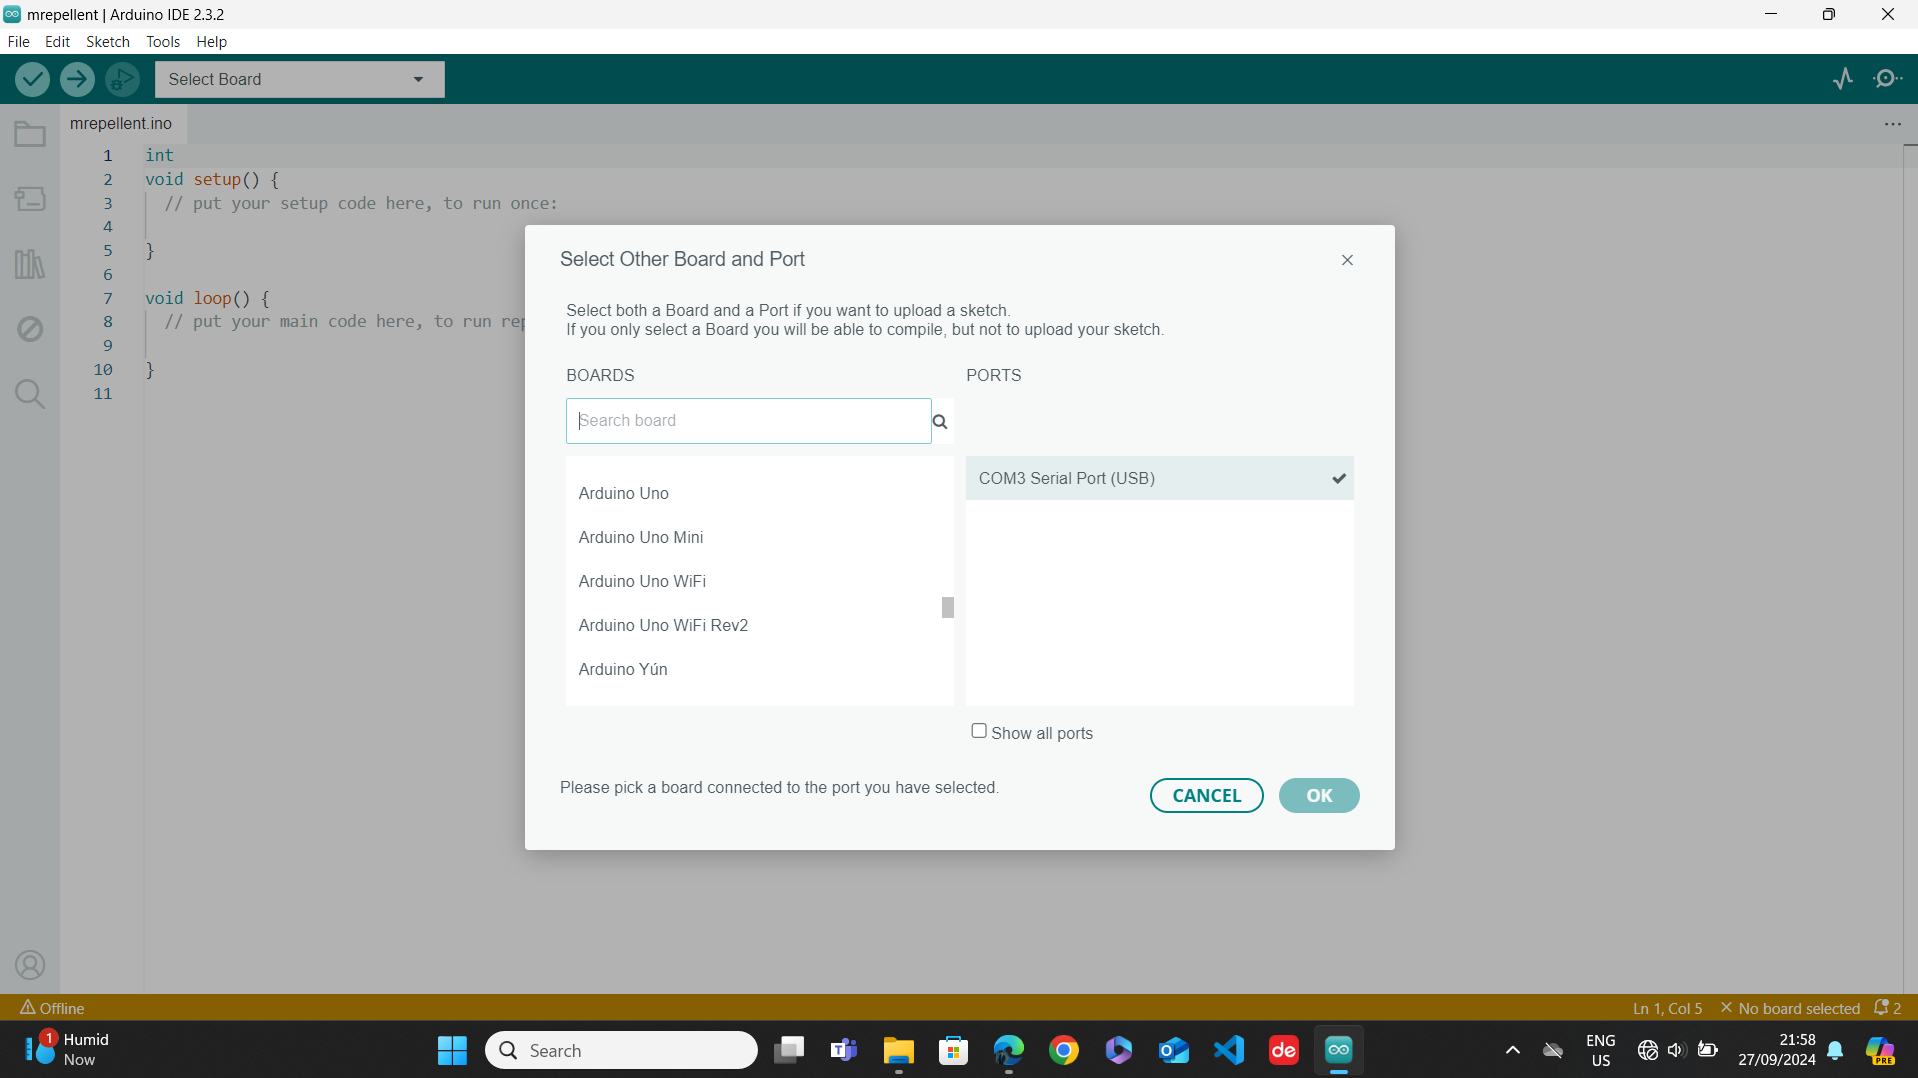 mrepellent | Arduino IDE 2.3.2
File Edit Sketch Tools Help
Select Board
mrepellent.ino
1 int
2 void setup() {
3 // put your setup code here, to run once:
4
5 }
6
7 void loop() {
8 // put your main code here, to run rep
9
10 }
11
Select Other Board and Port
Select both a Board and a Port if you want to upload a sketch.
If you only select a Board you will be able to compile, but not to upload your sketch.
BOARDS
PORTS
Search board
Arduino Uno
Arduino Uno Mini
Arduino Uno WiFi
Arduino Uno WiFi Rev2
Arduino Yún
COM3 Serial Port (USB)
Show all ports
Please pick a board connected to the port you have selected.
CANCEL
OK
Offline
Ln 1, Col 5
No board selected
2
1
Humid
Now
Search
de
PRE
ENG
US
21:58
27/09/2024